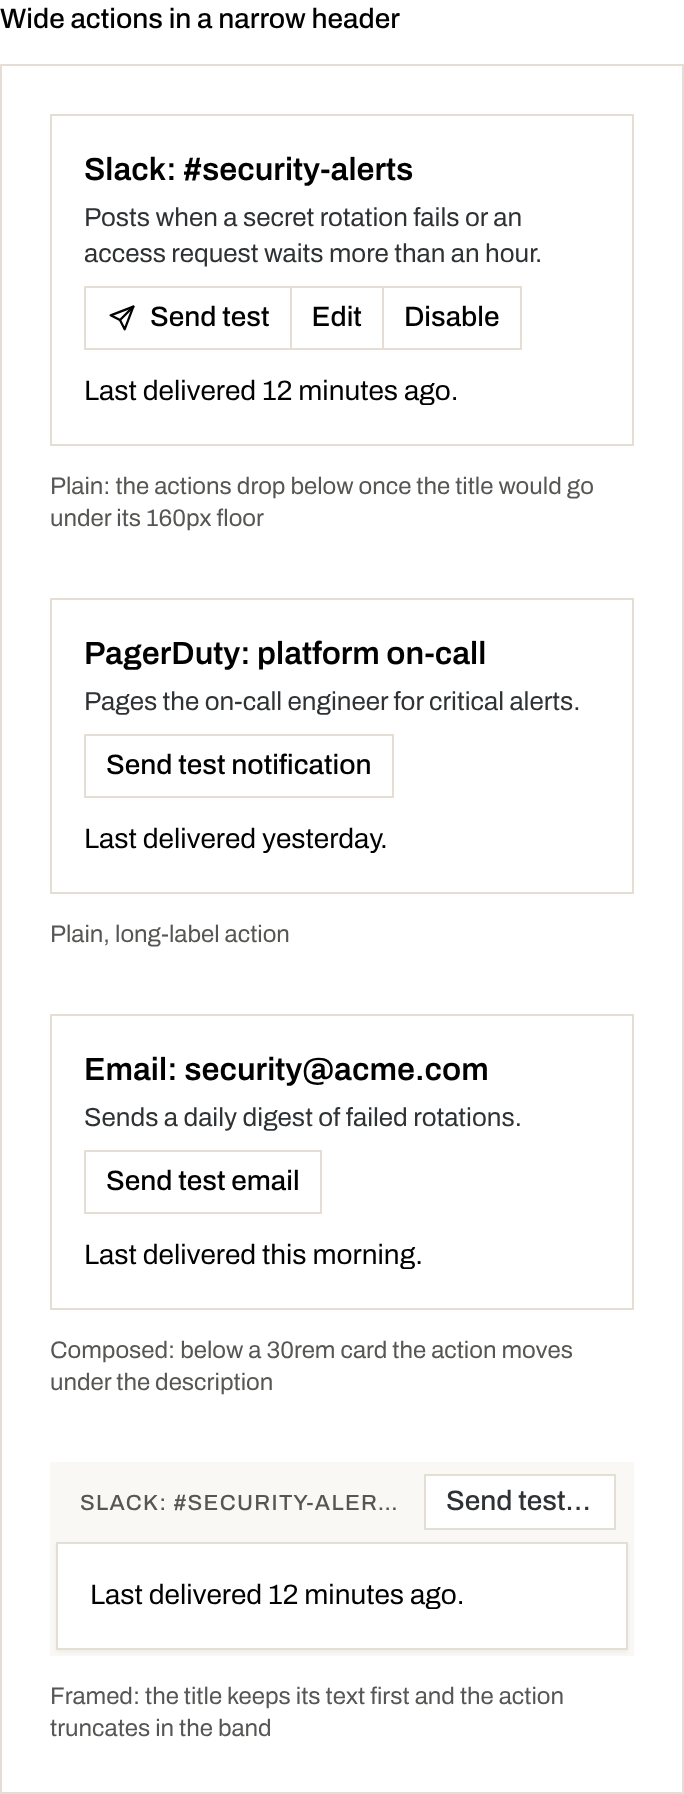 Wide actions in a narrow header
Slack: #security-alerts
Posts when a secret rotation fails or an
access request waits more than an hour.
Send test
Edit
Disable
Last delivered 12 minutes ago.
Plain: the actions drop below once the title would go
under its 160px floor
PagerDuty: platform on-call
Pages the on-call engineer for critical alerts.
Send test notification
Last delivered yesterday.
Plain, long-label action
Email: security@acme.com
Sends a daily digest of failed rotations.
Send test email
Last delivered this morning.
Composed: below a 30rem card the action moves
under the description
SLACK: #SECURITY-ALER...
Send test...
Last delivered 12 minutes ago.
Framed: the title keeps its text first and the action
truncates in the band